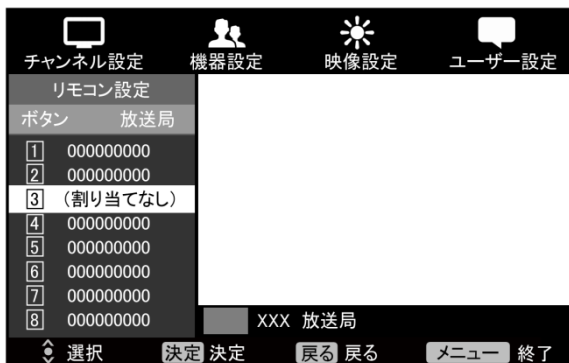 チャンネル設定 機器設定 映像設定 ユーザー設定
リモコン設定
ボタン 放送局
1 000000000
2 000000000
3 (割り当てなし)
4 000000000
5 000000000
6 000000000
7 000000000
8 000000000
XXX 放送局
選択 決定 決定 戻る 戻る メニュー 終了